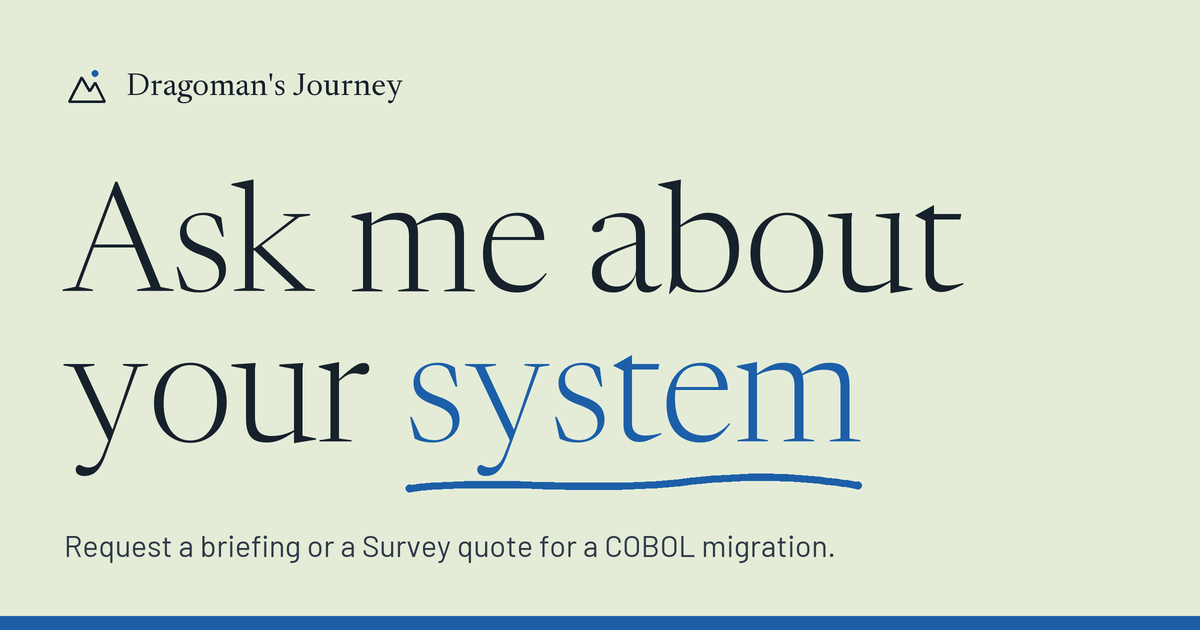 Dragoman's Journey
Ask me about
your system
Request a briefing or a Survey quote for a COBOL migration.